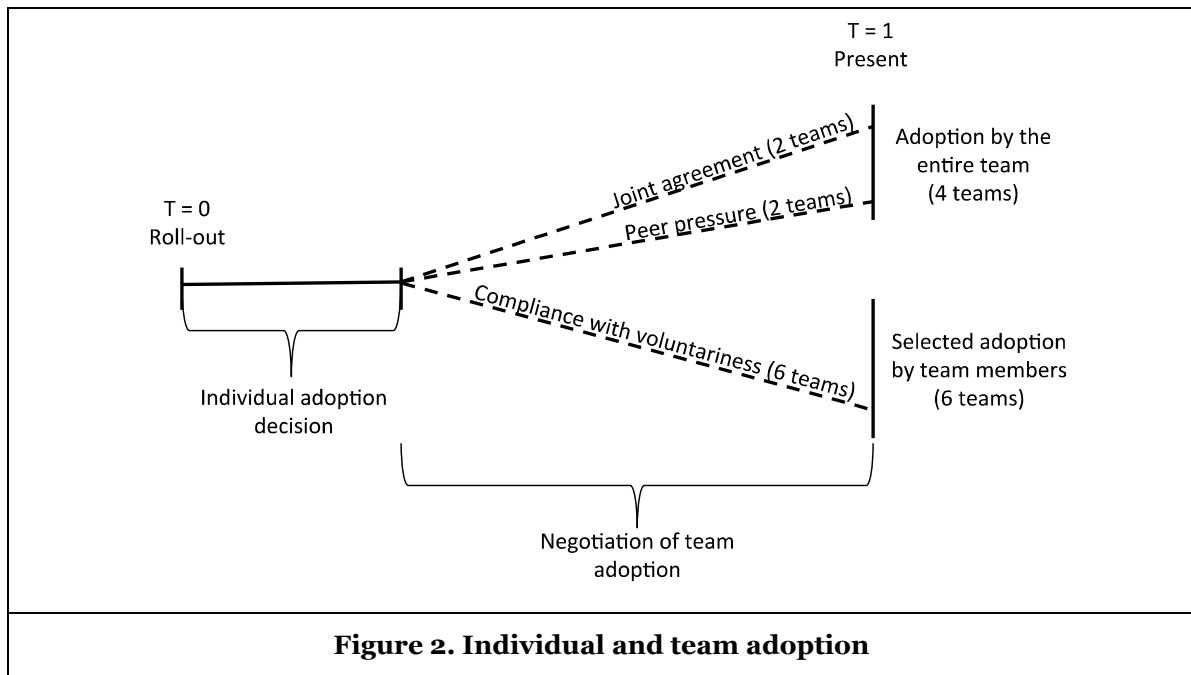 T = 1
Present
Joint agreement (2 teams)
Adoption by the
entire team
(4 teams)
Peer pressure (2 teams)
T = 0
Roll-out
Compliance with voluntariness (6 teams)
Selected adoption
by team members
(6 teams)
Individual adoption
decision
Negotiation of team
adoption
Figure 2. Individual and team adoption